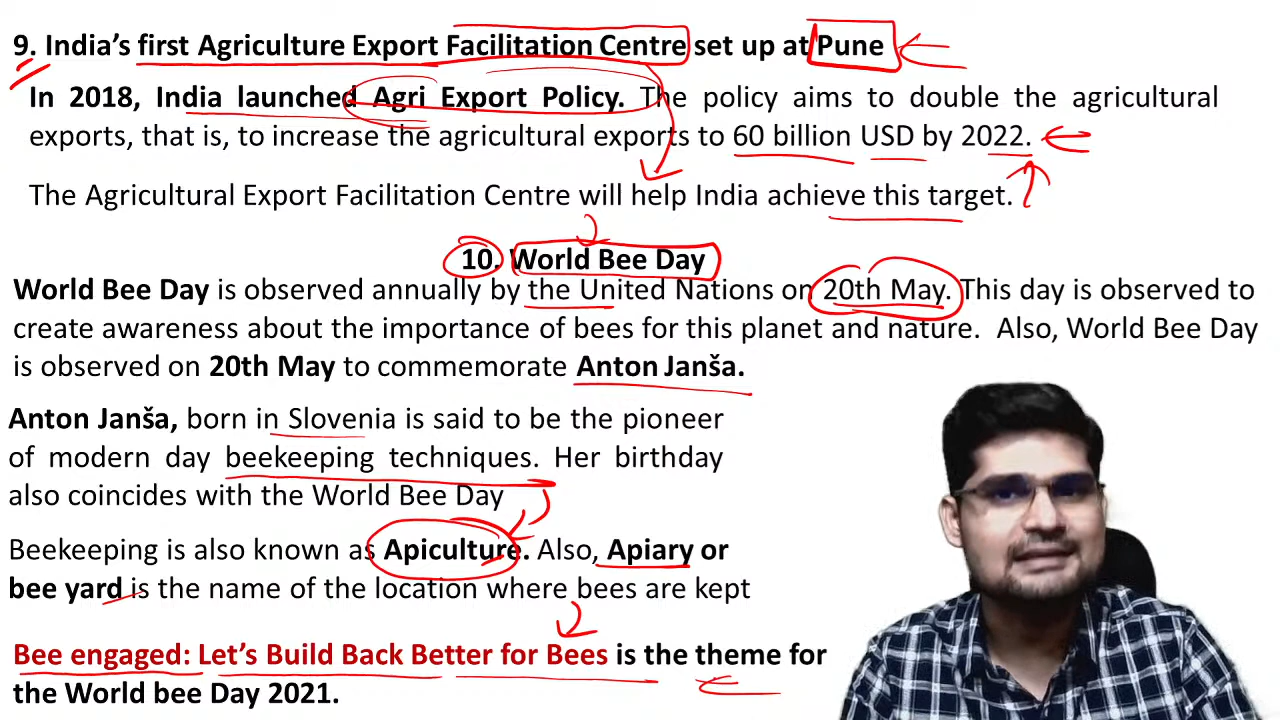 9. India's first Agriculture Export Facilitation Centre set up at Pune
In 2018, India launched Agri Export Policy. The policy aims to double the agricultural
exports, that is, to increase the agricultural exports to 60 billion USD by 2022.
The Agricultural Export Facilitation Centre will help India achieve this target.
10. World Bee Day
World Bee Day is observed annually by the United Nations on 20th May. This day is observed to
create awareness about the importance of bees for this planet and nature. Also, World Bee Day
is observed on 20th May to commemorate Anton Janša.
Anton Janša, born in Slovenia is said to be the pioneer
of modern day beekeeping techniques. Her birthday
also coincides with the World Bee Day
Beekeeping is also known as Apiculture. Also, Apiary or
bee yard is the name of the location where bees are kept
Bee engaged: Let's Build Back Better for Bees is the theme for
the World bee Day 2021.